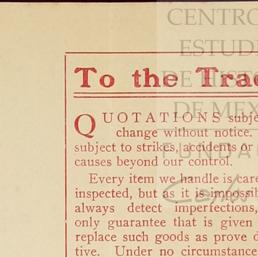 CENTRO
ESTUD
DE
DE MEX
FUNDA
To the Trad
QUOTATIONS subje
change without notice.
subject to strikes, accidents or
causes beyond our control.
Every item we handle is care
inspected, but as it is impossib
always detect imperfections,
only guarantee that is given
replace such goods as prove d
tive. Under no circumstance